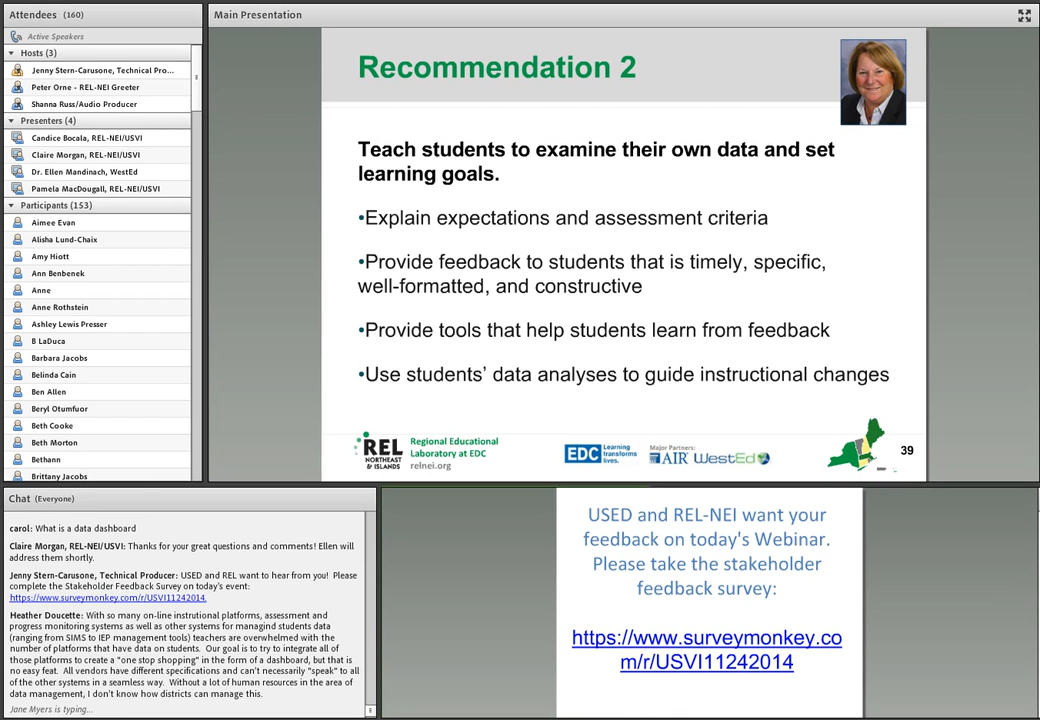 Attendees (160)
Active Speakers
Hosts (3)
Jenny Stern-Carusone, Technical Pro...
Peter Orne - REL-NEI Greeter
Shanna Russ/Audio Producer
Presenters (4)
Candice Bocala, REL-NEI/USVI
Claire Morgan, REL-NEI/USVI
Dr. Ellen Mandinach, WestEd
Pamela MacDougall, REL-NEI/USVI
Participants (153)
Aimee Evan
Alisha Lund-Chaix
Amy Hiott
Ann Benbenek
Anne
Anne Rothstein
Ashley Lewis Presser
B LaDuca
Barbara Jacobs
Belinda Cain
Ben Allen
Beryl Otumfuor
Beth Cooke
Beth Morton
Bethann
Brittany Jacobs
Main Presentation
Recommendation 2
Teach students to examine their own data and set
learning goals.
•Explain expectations and assessment criteria
•Provide feedback to students that is timely, specific,
well-formatted, and constructive
•Provide tools that help students learn from feedback
•Use students’ data analyses to guide instructional changes
REL
NORTHEAST
& ISLANDS
Regional Educational
Laboratory at EDC
relnei.org
EDC Learning
transforms
lives.
Major Partners:
AIR WestEd
39
Chat (Everyone)
carol: What is a data dashboard
Claire Morgan, REL-NEI/USVI: Thanks for your great questions and comments! Ellen will
address them shortly.
Jenny Stern-Carusone, Technical Producer: USED and REL want to hear from you! Please
complete the Stakeholder Feedback Survey on today's event:
https://www.surveymonkey.com/r/USVI11242014.
Heather Doucette: With so many on-line instrutional platforms, assessment and
progress monitoring systems as well as other systems for managind students data
(ranging from SIMS to IEP management tools) teachers are overwhelmed with the
number of platforms that have data on students. Our goal is to try to integrate all of
those platforms to create a "one stop shopping" in the form of a dashboard, but that is
no easy feat. All vendors have different specifications and can't necessarily "speak" to all
of the other systems in a seamless way. Without a lot of human resources in the area of
data management, I don't know how districts can manage this.
Jane Myers is typing...
USED and REL-NEI want your
feedback on today's Webinar.
Please take the stakeholder
feedback survey:
https://www.surveymonkey.co
m/r/USVI11242014